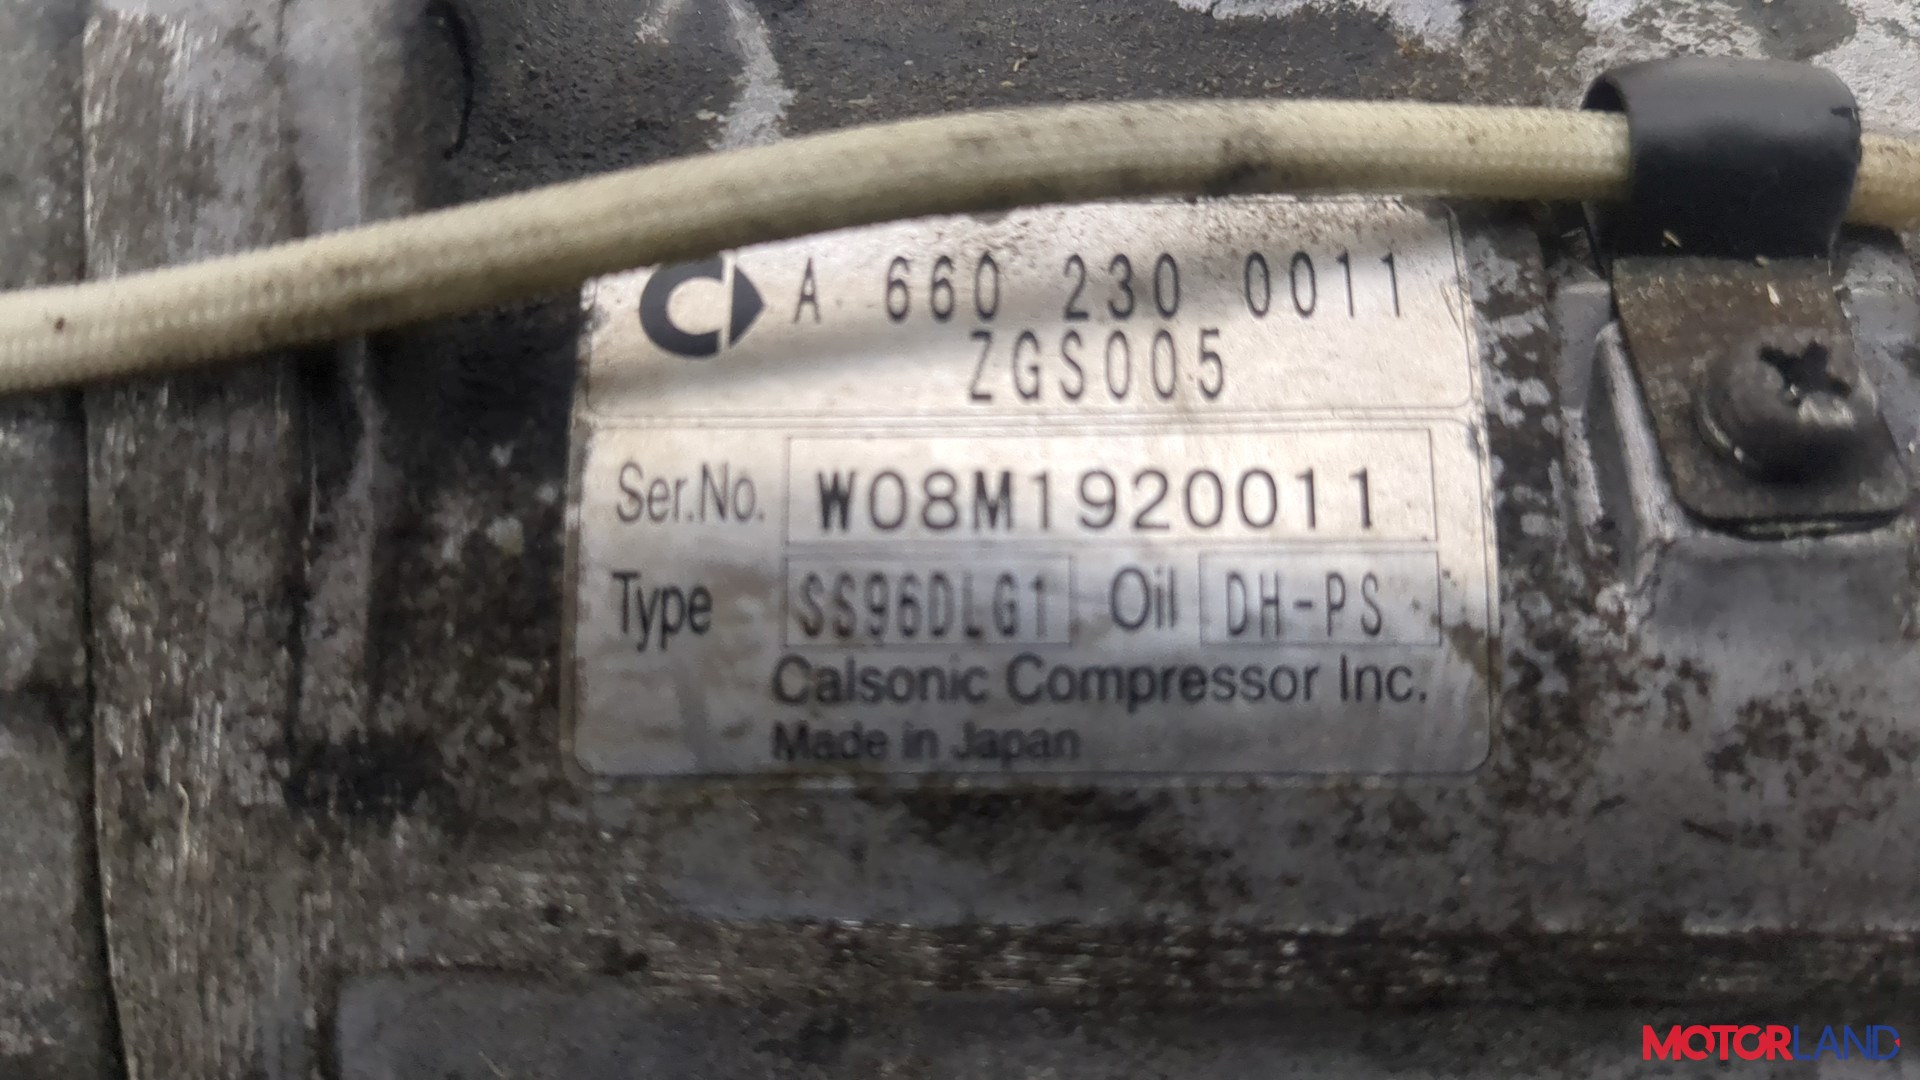 A 660 230 0011
ZGS005
Ser.No. W08M1920011
Type SS96DLG1 Oil DH-PS
Calsonic Compressor Inc.
Made in Japan
MOTORLAND